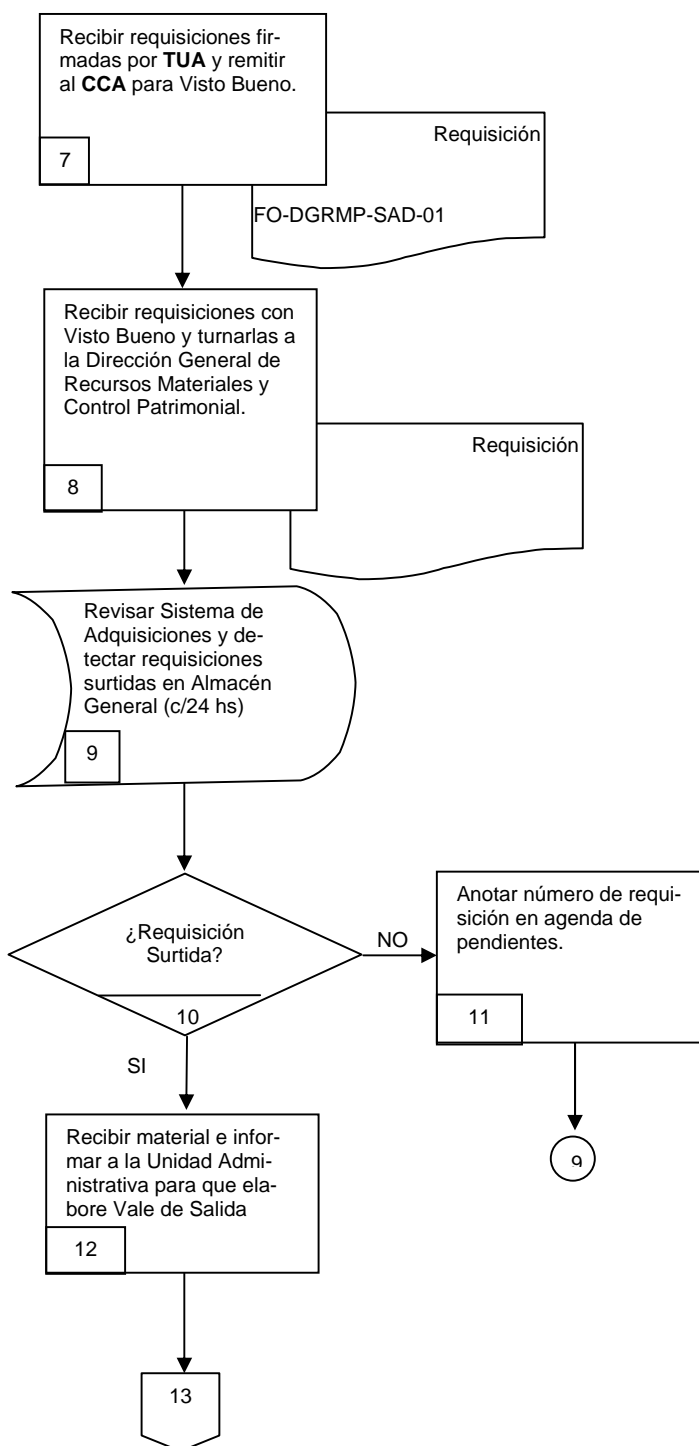 Recibir requisiciones fir-
madas por TUA y remitir
al CCA para Visto Bueno.
7
Requisición
FO-DGRMP-SAD-01
Recibir requisiciones con
Visto Bueno y turnarlas a
la Dirección General de
Recursos Materiales y
Control Patrimonial.
8
Requisición
Revisar Sistema de
Adquisiciones y de-
tectar requisiciones
surtidas en Almacén
General (c/24 hs)
9
¿Requisición
Surtida?
10
NO
Anotar número de requi-
sición en agenda de
pendientes.
11
9
SI
Recibir material e infor-
mar a la Unidad Admi-
nistrativa para que ela-
bore Vale de Salida
12
13